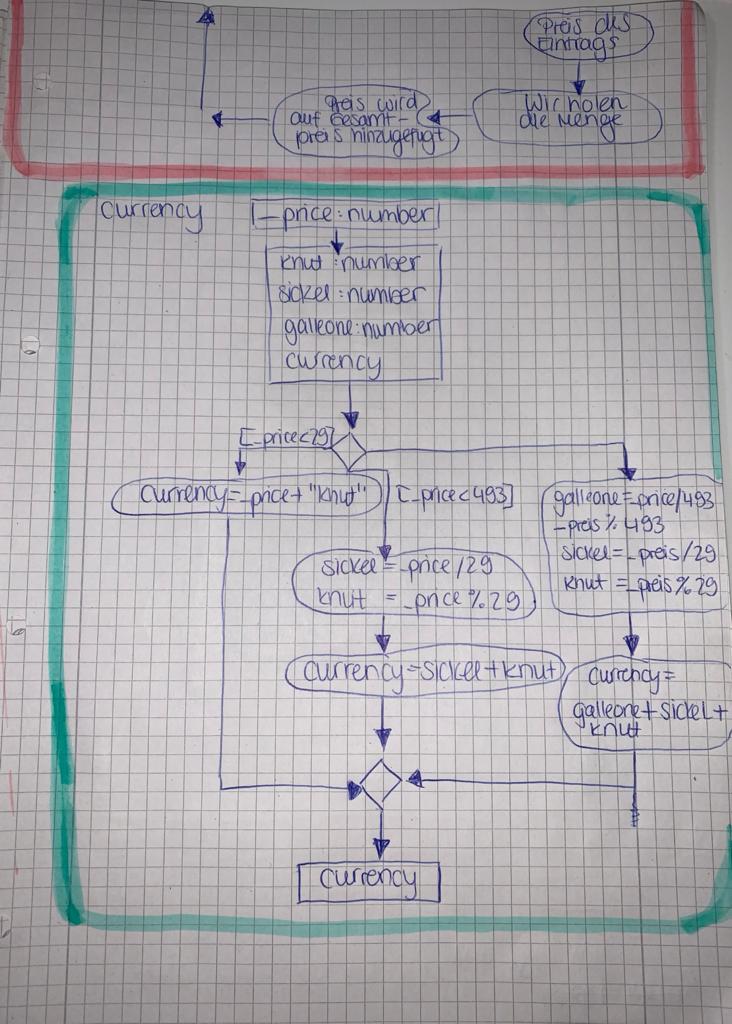 Preis des
Eintrags
Wir holen
die Menge
Preis wird
auf Gesamt-
preis hinzugefügt
currency
_price: number
knut : number
sickel : number
galleone: number
currency
[_price<29]
currency=_price+"knut"
[_price<493]
galleone=_price/493
_preis % 493
sickel=_preis/29
knut =_preis%29
sickel =_price/29
knut =_price%29
currency=sickel+knut
currency=
galleone+sickel+
knut
currency